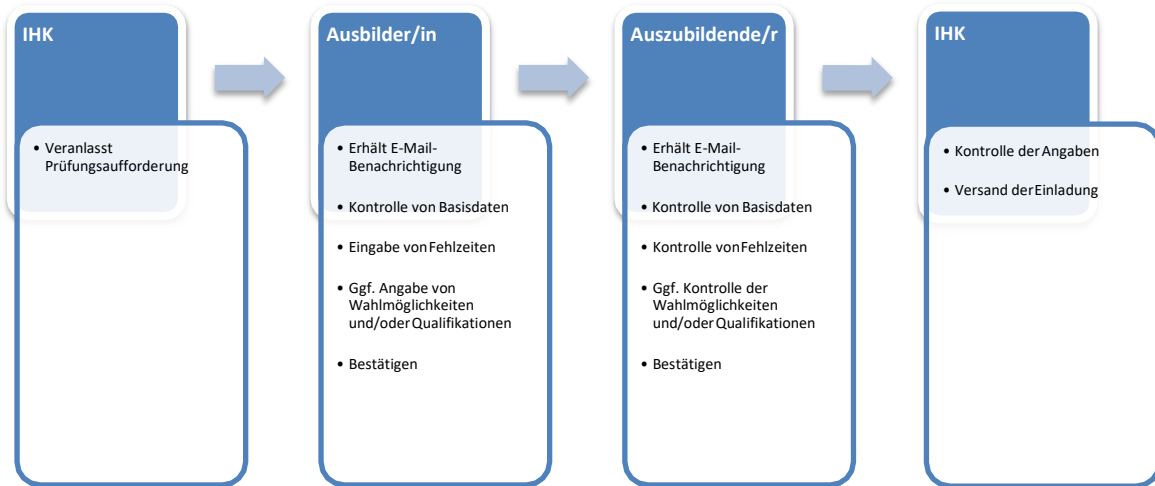 IHK
• Veranlasst
Prüfungsaufforderung
Ausbilder/in
• Erhält E-Mail-
Benachrichtigung
• Kontrolle von Basisdaten
• Eingabe von Fehlzeiten
• Ggf. Angabe von
Wahlmöglichkeiten
und/oder Qualifikationen
• Bestätigen
Auszubildende/r
• Erhält E-Mail-
Benachrichtigung
• Kontrolle von Basisdaten
• Kontrolle von Fehlzeiten
• Ggf. Kontrolle der
Wahlmöglichkeiten
und/oder Qualifikationen
• Bestätigen
IHK
• Kontrolle der Angaben
• Versand der Einladung